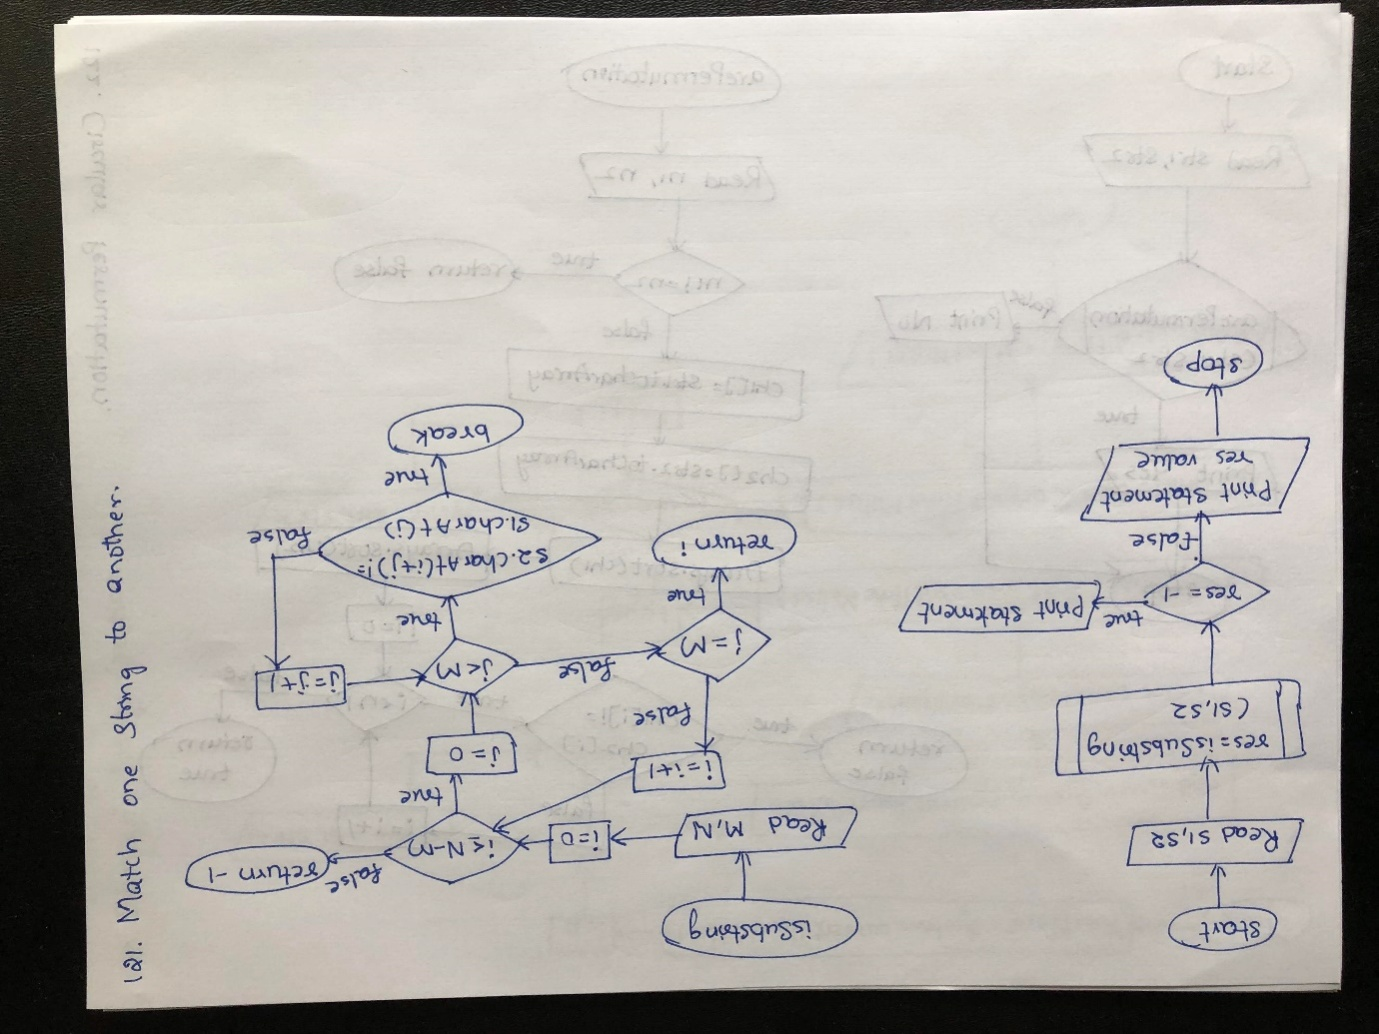 121. Match one String to another.
Start
Read S1,S2
res=isSubstring
(S1,S2
res=-1
true
Print Statement
False
Print Statement
res value
Stop
isSubstring
Read M,N
i=0
i≤N-M
False
return -1
true
j=0
j<M
true
S2.charAt(i+j)!=
S1.charAt(j)
true
break
False
j=j+1
False
j=M
true
return i
False
i=i+1